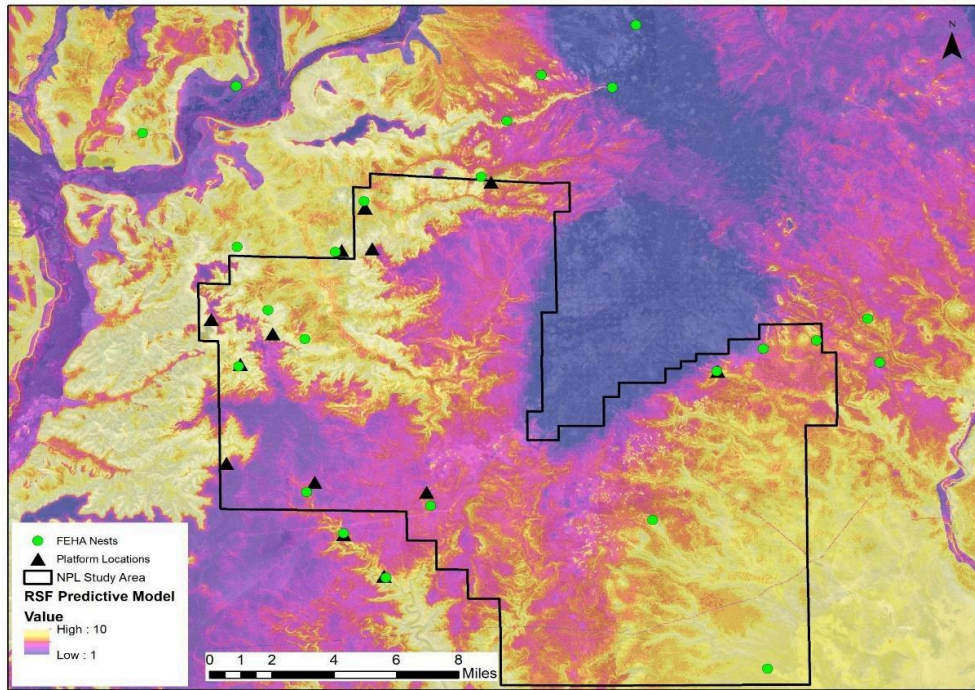 N
FEHA Nests
Platform Locations
NPL Study Area
RSF Predictive Model
Value
High : 10
Low : 1
0 1 2 4 6 8
Miles